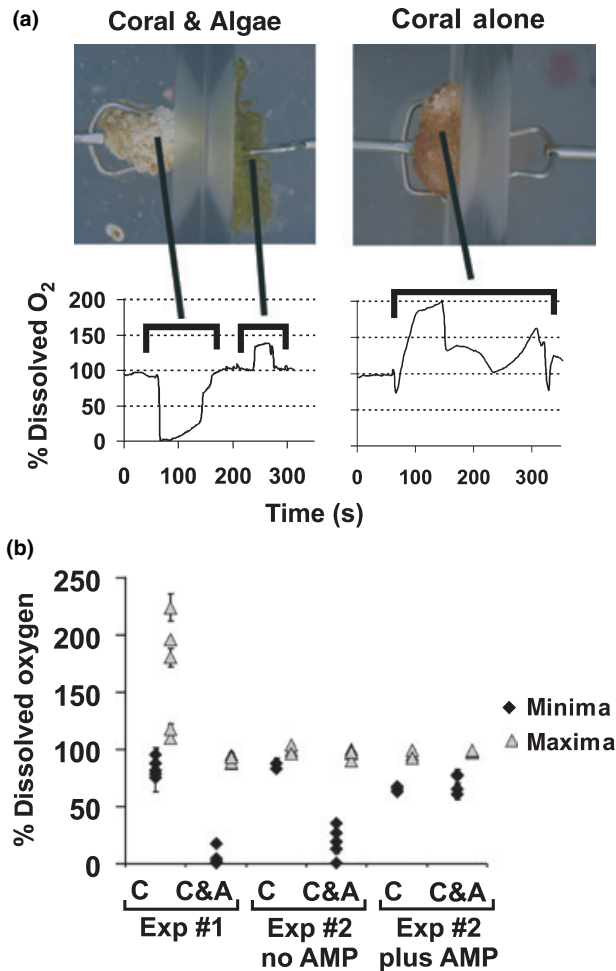 (a)
Coral & Algae
Coral alone
% Dissolved O2
200
150
100
50
0
0 100 200 300
0 100 200 300
Time (s)
(b)
% Dissolved oxygen
250
200
150
100
50
0
Minima
Maxima
C C&A C C&A C C&A
Exp #1 Exp #2 Exp #2
no AMP plus AMP